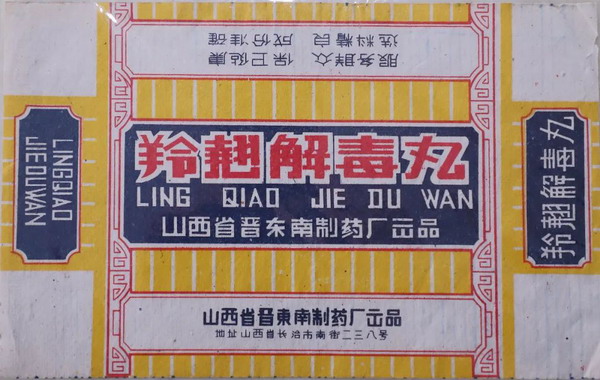 服务群众 保卫健康
选料精良 成份准确
羚翘解毒丸
LING QIAO JIE DU WAN
山西省晋东南制药厂出品
山西省晋東南制药厂出品
地址山西省长治市南街二三八号
LINGQIAO
JIEDUWAN
羚翘解毒丸